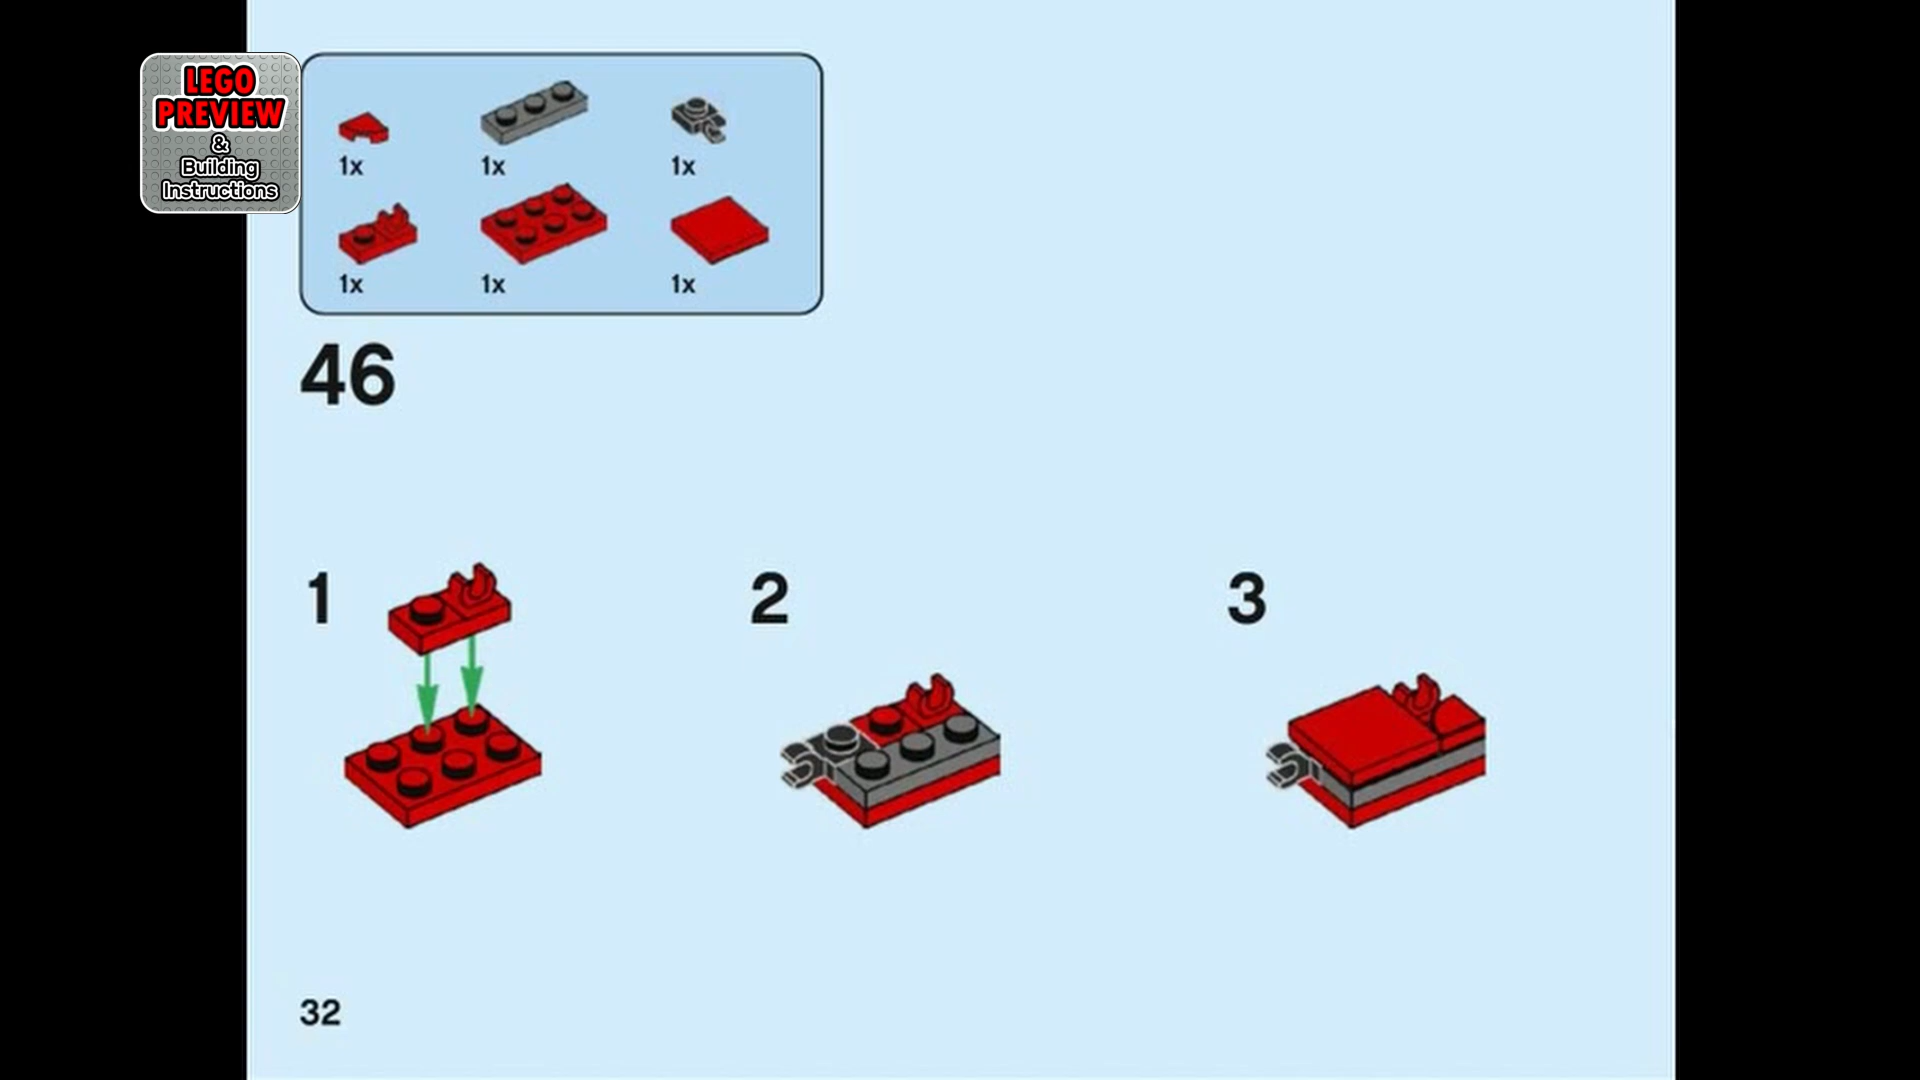 LEGO
PREVIEW
&
Building
Instructions
1x 1x 1x
1x 1x 1x
46
1 2 3
32